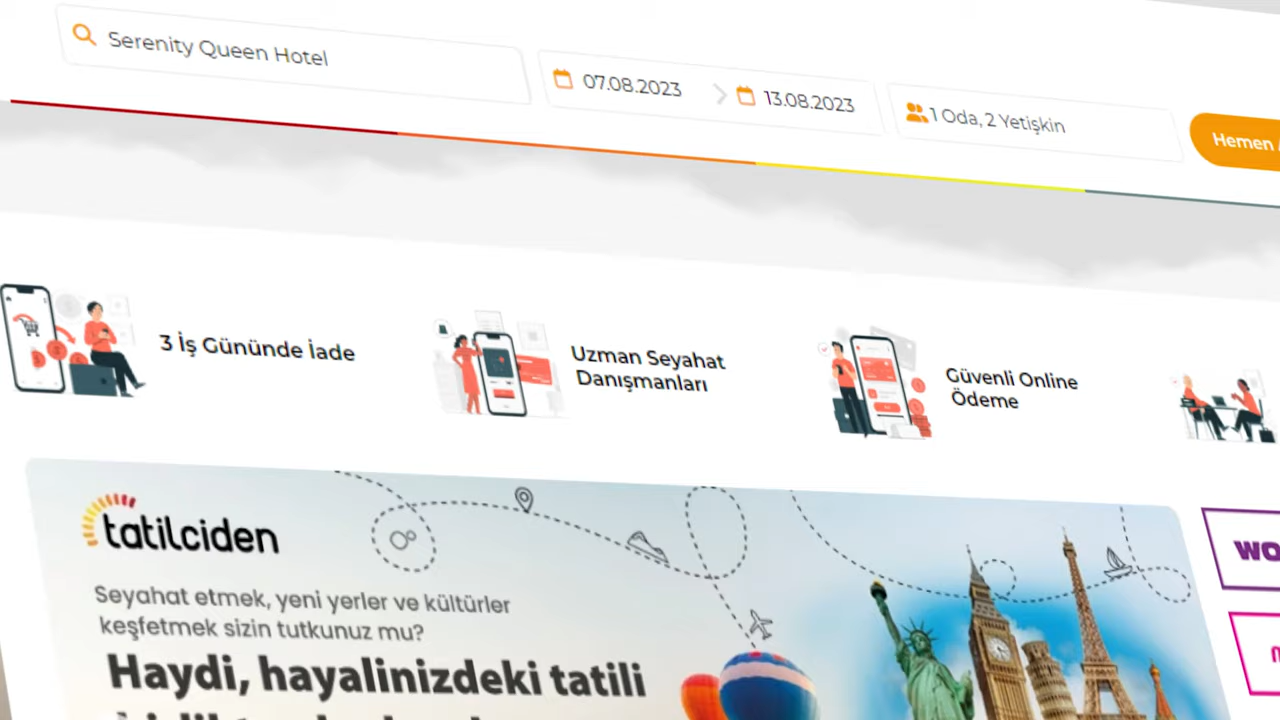 Serenity Queen Hotel
07.08.2023
13.08.2023
1 Oda, 2 Yetişkin
Hemen
3 İş Gününde İade
Uzman Seyahat
Danışmanları
Güvenli Online
Ödeme
tatilciden
Seyahat etmek, yeni yerler ve kültürler
keşfetmek sizin tutkunuz mu?
Haydi, hayalinizdeki tatili